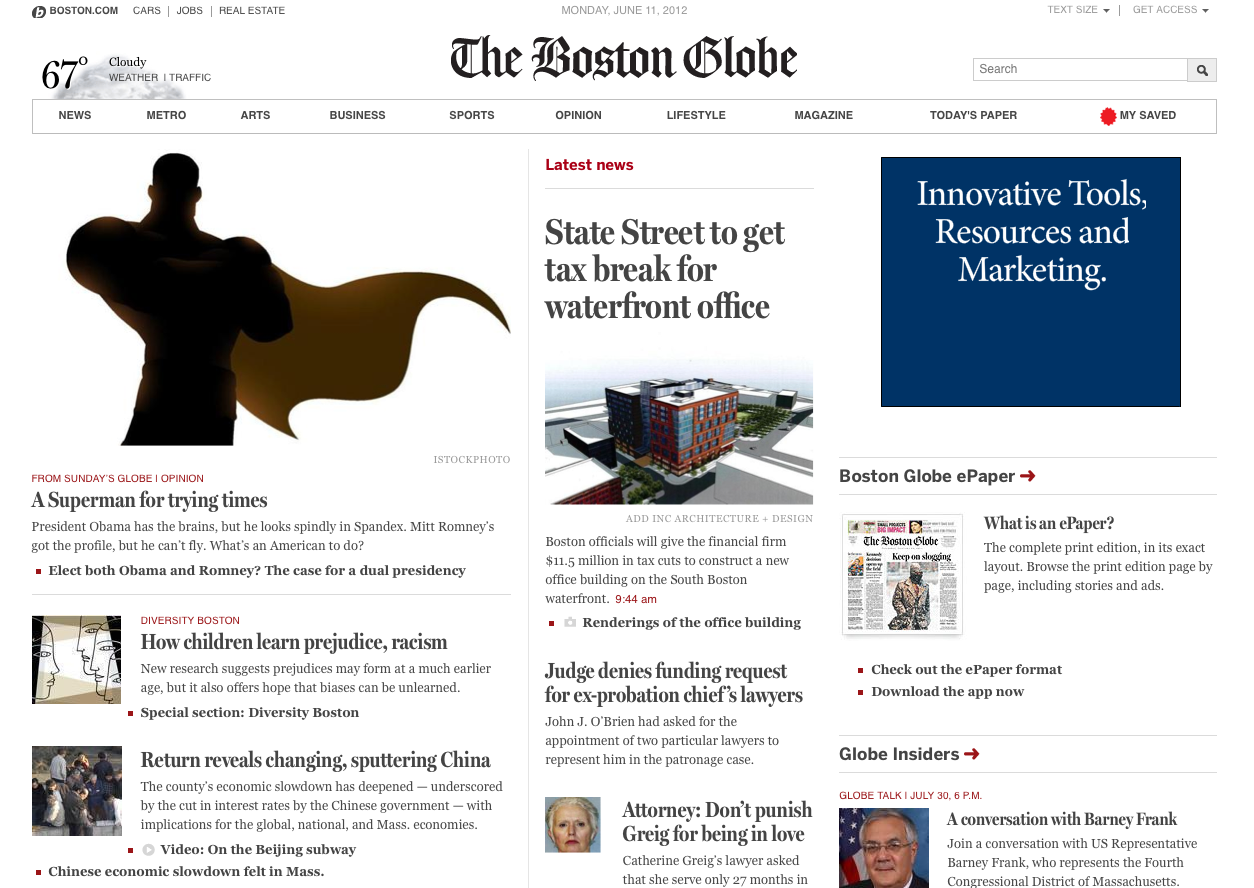 BOSTON.COM CARS | JOBS | REAL ESTATE
MONDAY, JUNE 11, 2012
TEXT SIZE | GET ACCESS
67°
Cloudy
WEATHER | TRAFFIC
The Boston Globe
Search
NEWS METRO ARTS BUSINESS SPORTS OPINION LIFESTYLE MAGAZINE TODAY'S PAPER MY SAVED
ISTOCKPHOTO
FROM SUNDAY'S GLOBE | OPINION
A Superman for trying times
President Obama has the brains, but he looks spindly in Spandex. Mitt Romney's
got the profile, but he can't fly. What's an American to do?
Elect both Obama and Romney? The case for a dual presidency
DIVERSITY BOSTON
How children learn prejudice, racism
New research suggests prejudices may form at a much earlier
age, but it also offers hope that biases can be unlearned.
Special section: Diversity Boston
Return reveals changing, sputtering China
The county's economic slowdown has deepened — underscored
by the cut in interest rates by the Chinese government — with
implications for the global, national, and Mass. economies.
Video: On the Beijing subway
Chinese economic slowdown felt in Mass.
Latest news
State Street to get
tax break for
waterfront office
ADD INC ARCHITECTURE + DESIGN
Boston officials will give the financial firm
$11.5 million in tax cuts to construct a new
office building on the South Boston
waterfront. 9:44 am
Renderings of the office building
Judge denies funding request
for ex-probation chief's lawyers
John J. O'Brien had asked for the
appointment of two particular lawyers to
represent him in the patronage case.
Attorney: Don't punish
Greig for being in love
Catherine Greig's lawyer asked
that she serve only 27 months in
Innovative Tools,
Resources and
Marketing.
Boston Globe ePaper
SMALL PROJECTS
BIG IMPACT
The Boston Globe
Keep on slogging
What is an ePaper?
The complete print edition, in its exact
layout. Browse the print edition page by
page, including stories and ads.
Check out the ePaper format
Download the app now
Globe Insiders
GLOBE TALK | JULY 30, 6 P.M.
A conversation with Barney Frank
Join a conversation with US Representative
Barney Frank, who represents the Fourth
Congressional District of Massachusetts.